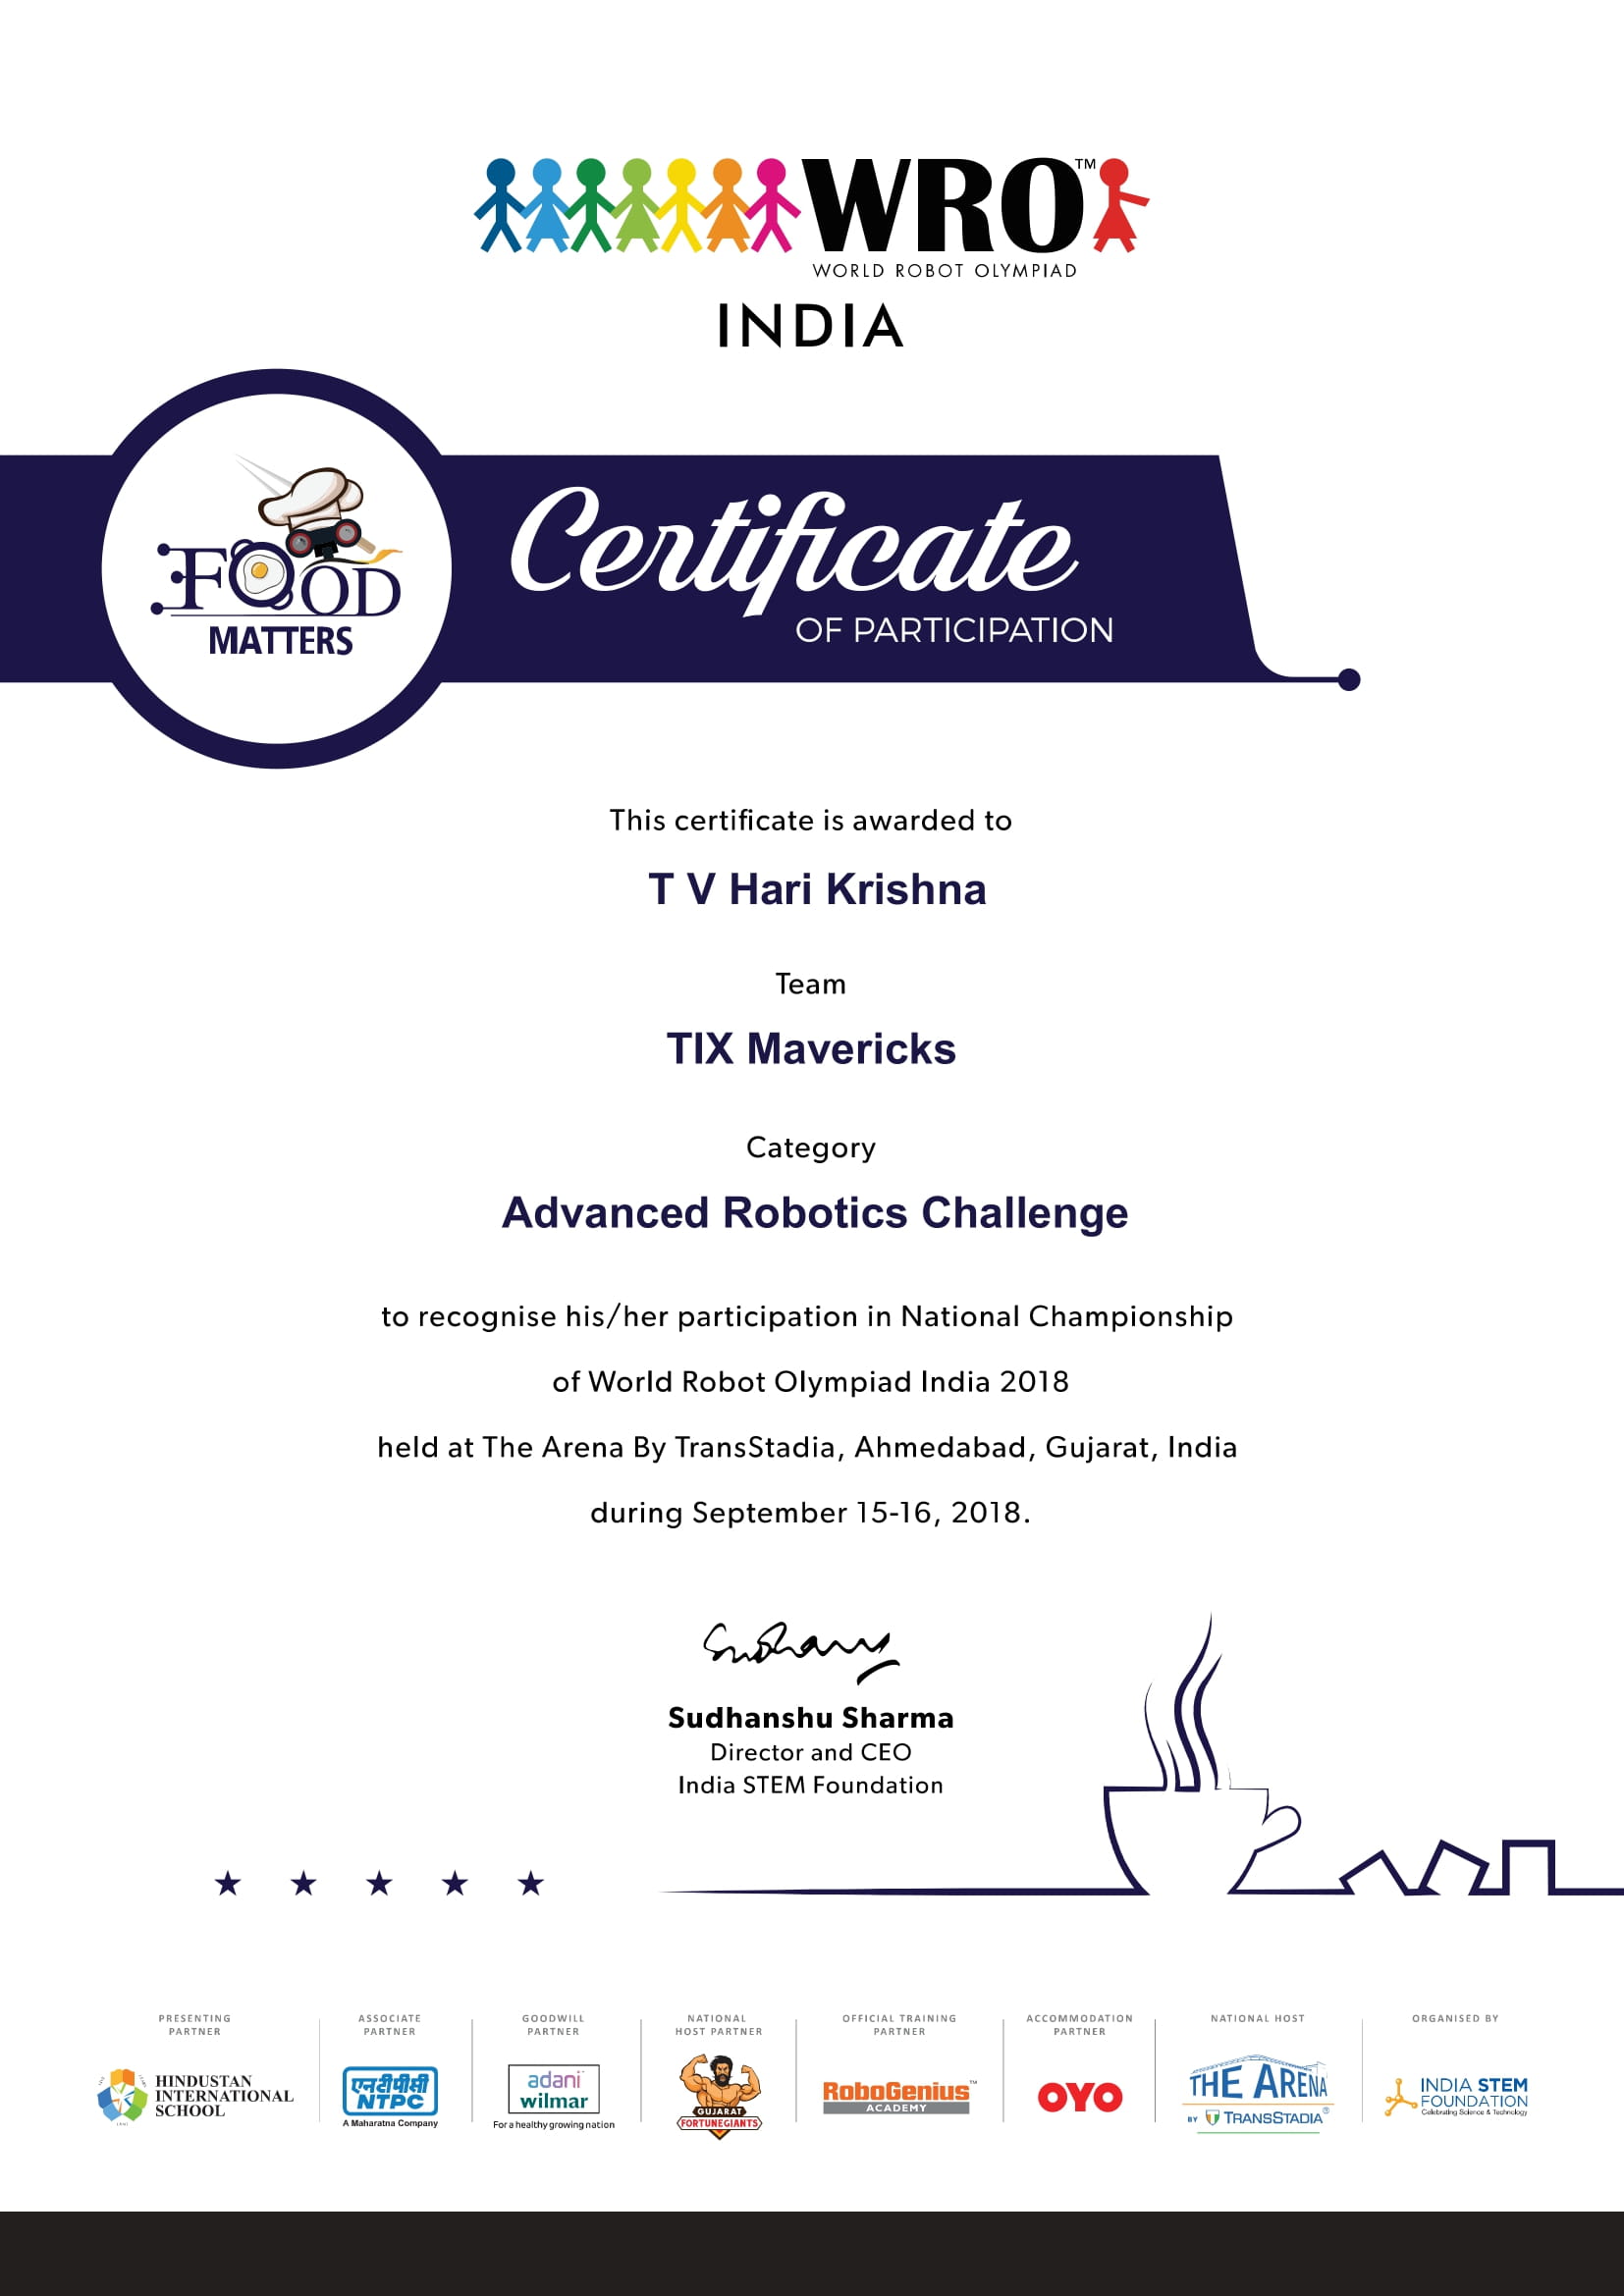 WRO™
WORLD ROBOT OLYMPIAD
INDIA
FOOD
MATTERS
Certificate
OF PARTICIPATION
This certificate is awarded to
T V Hari Krishna
Team
TIX Mavericks
Category
Advanced Robotics Challenge
to recognise his/her participation in National Championship
of World Robot Olympiad India 2018
held at The Arena By TransStadia, Ahmedabad, Gujarat, India
during September 15-16, 2018.
Sudhanshu Sharma
Director and CEO
India STEM Foundation
PRESENTING
PARTNER
HINDUSTAN
INTERNATIONAL
SCHOOL
ASSOCIATE
PARTNER
एनटीपीसी
NTPC
A Maharatna Company
GOODWILL
PARTNER
adani
wilmar
For a healthy growing nation
NATIONAL
HOST PARTNER
GUJARAT
FORTUNEGIANTS
OFFICIAL TRAINING
PARTNER
RoboGenius™
ACADEMY
ACCOMMODATION
PARTNER
OYO
NATIONAL HOST
THE ARENA
BY TRANSSTADIA®
ORGANISED BY
INDIA STEM
FOUNDATION
Celebrating Science & Technology